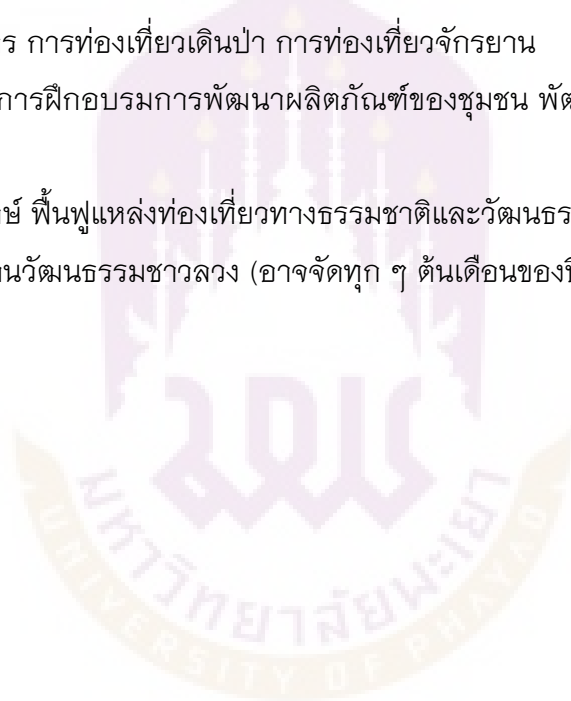 ร การท่องเที่ยวเดินป่า การท่องเที่ยวจักรยาน
การฝึกอบรมการพัฒนาผลิตภัณฑ์ของชุมชน พัฒ
ษ์ ฟื้นฟูแหล่งท่องเที่ยวทางธรรมชาติและวัฒนธร
นวัฒนธรรมชาวลวง (อาจจัดทุก ๆ ต้นเดือนของปี
มหาวิทยาลัยพะเยา
UNIVERSITY OF PHAYAO